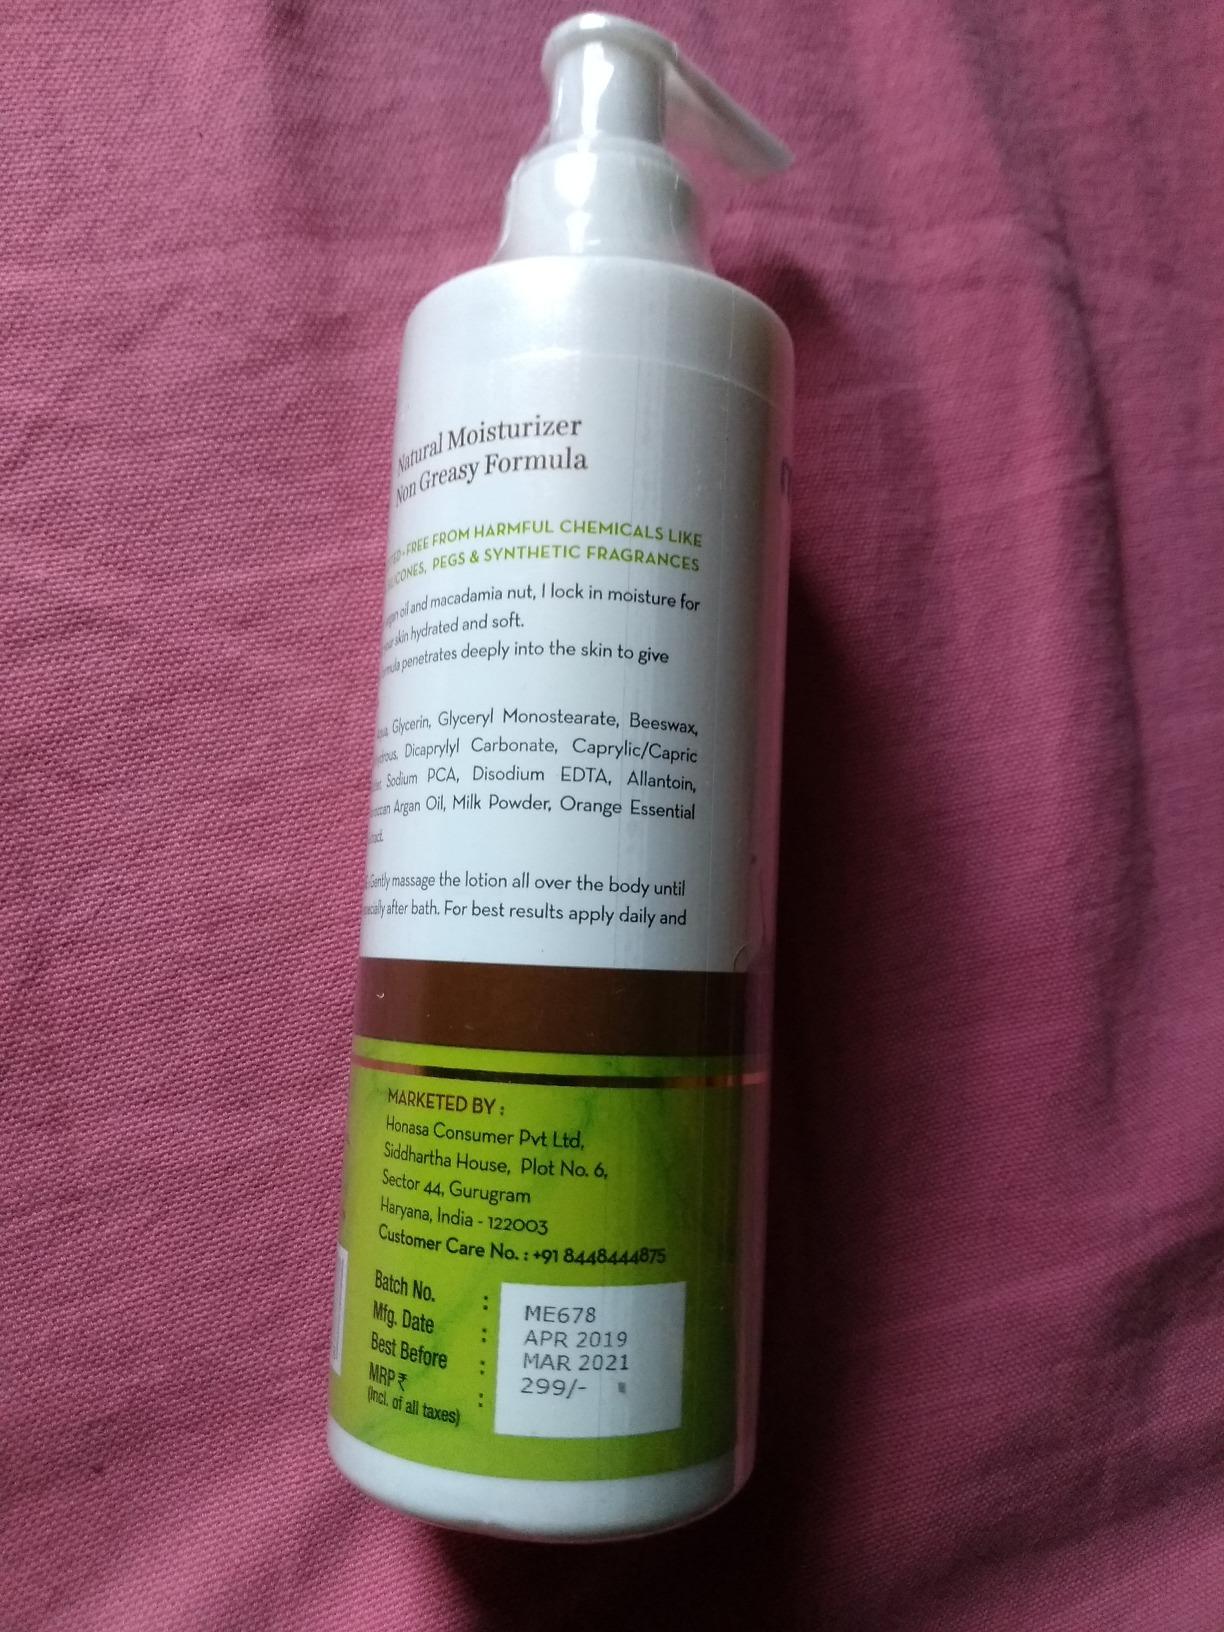 Natural Moisturizer
Non Greasy Formula
FREE FROM HARMFUL CHEMICALS LIKE
PEGS & SYNTHETIC FRAGRANCES
oil and macadamia nut, I lock in moisture for
skin hydrated and soft.
penetrates deeply into the skin to give
Glycerin, Glyceryl Monostearate, Beeswax,
Dicaprylyl Carbonate, Caprylic/Capric
Sodium PCA, Disodium EDTA, Allantoin,
Argan Oil, Milk Powder, Orange Essential
Gently massage the lotion all over the body until
after bath. For best results apply daily and
MARKETED BY :
Honasa Consumer Pvt Ltd,
Siddhartha House, Plot No. 6,
Sector 44, Gurugram
Haryana, India - 122003
Customer Care No. : +91 8448444875
Batch No. : ME678
Mfg. Date : APR 2019
Best Before : MAR 2021
MRP ₹ : 299/-
(Incl. of all taxes)